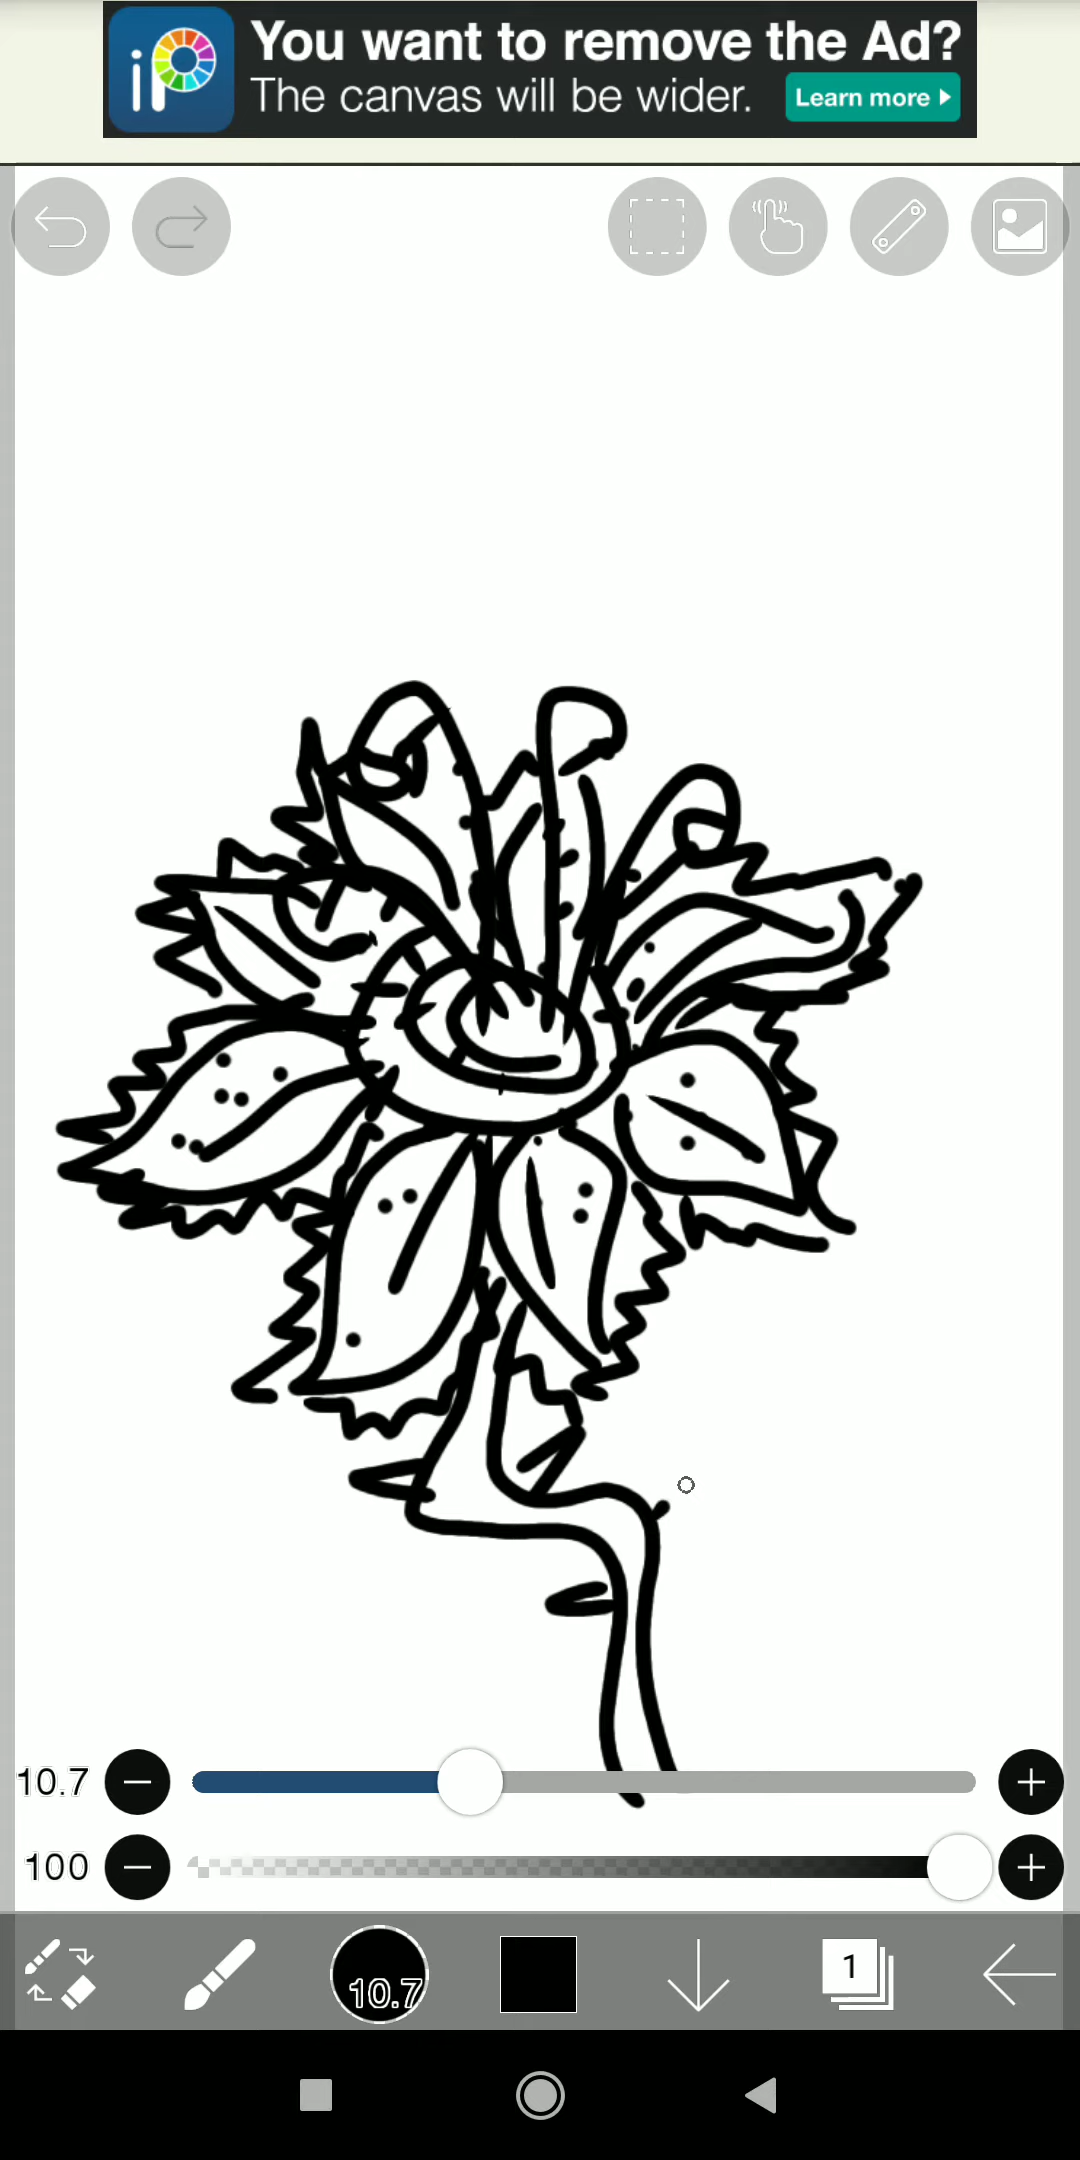 iP
You want to remove the Ad?
The canvas will be wider.
Learn more
10.7
100
10.7
1